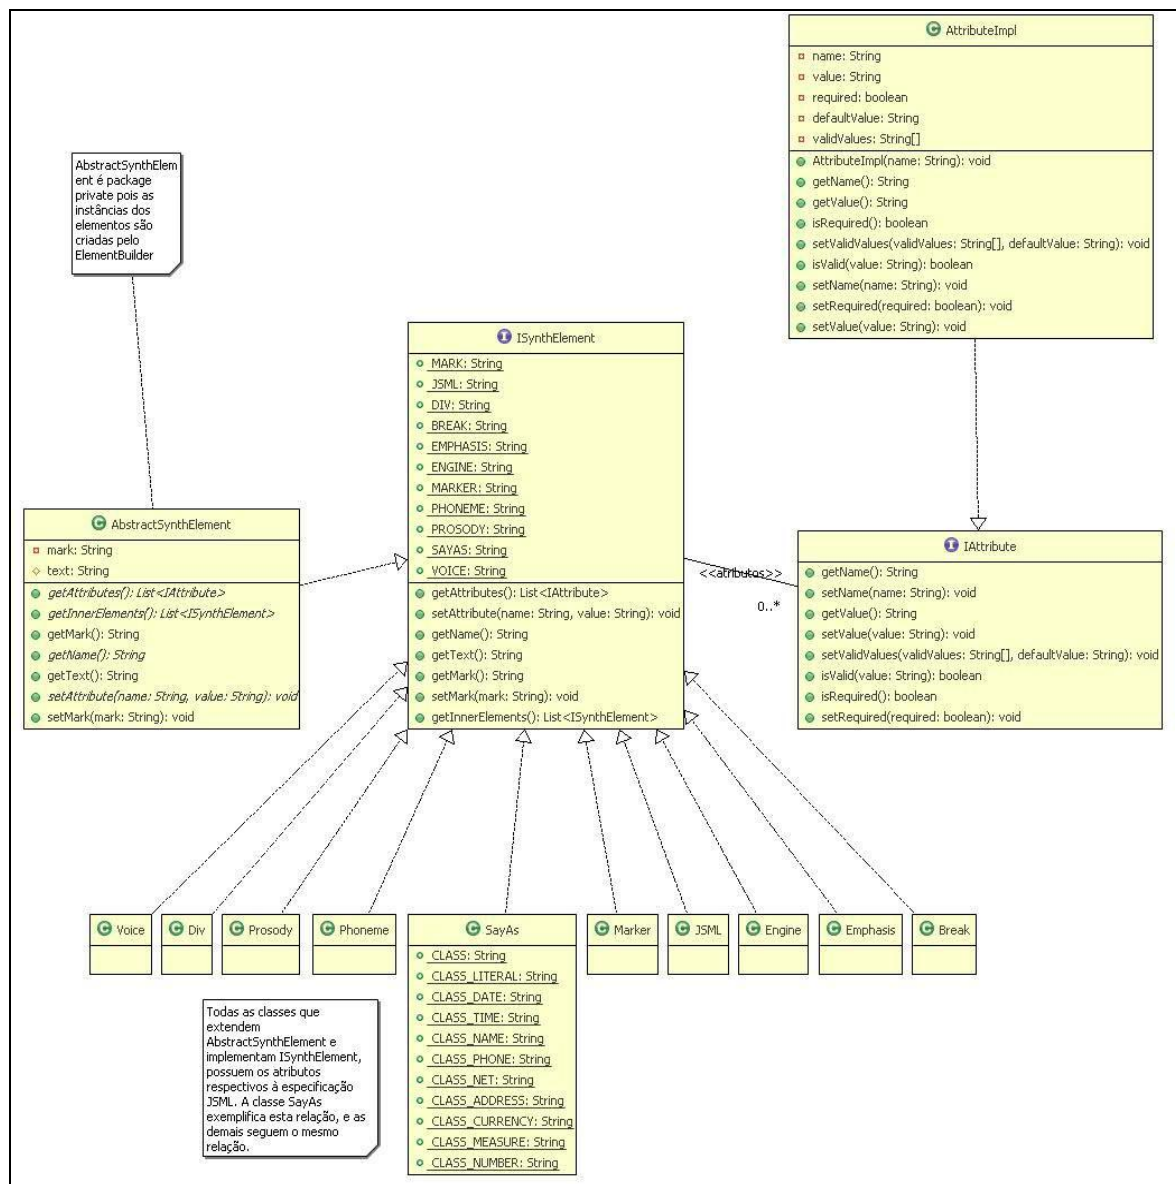 AttributeImpl
name: String
value: String
required: boolean
defaultValue: String
validValues: String[]
AttributeImpl(name: String): void
getName(): String
getValue(): String
isRequired(): boolean
setValidValues(validValues: String[], defaultValue: String): void
isValid(value: String): boolean
setName(name: String): void
setRequired(required: boolean): void
setValue(value: String): void
AbstractSynthElem
ent é package
private pois as
instâncias dos
elementos são
criadas pelo
ElementBuilder
ISynthElement
MARK: String
JSML: String
DIV: String
BREAK: String
EMPHASIS: String
ENGINE: String
MARKER: String
PHONEME: String
PROSODY: String
SAYAS: String
VOICE: String
getAttributes(): List<IAttribute>
setAttribute(name: String, value: String): void
getName(): String
getText(): String
getMark(): String
setMark(mark: String): void
getInnerElements(): List<ISynthElement>
AbstractSynthElement
mark: String
text: String
getAttributes(): List<IAttribute>
getInnerElements(): List<ISynthElement>
getMark(): String
getName(): String
getText(): String
setAttribute(name: String, value: String): void
setMark(mark: String): void
<<atributos>>
0..*
IAttribute
getName(): String
setName(name: String): void
getValue(): String
setValue(value: String): void
setValidValues(validValues: String[], defaultValue: String): void
isValid(value: String): boolean
isRequired(): boolean
setRequired(required: boolean): void
Voice
Div
Prosody
Phoneme
SayAs
CLASS: String
CLASS_LITERAL: String
CLASS_DATE: String
CLASS_TIME: String
CLASS_NAME: String
CLASS_PHONE: String
CLASS_NET: String
CLASS_ADDRESS: String
CLASS_CURRENCY: String
CLASS_MEASURE: String
CLASS_NUMBER: String
Marker
JSML
Engine
Emphasis
Break
Todas as classes que
extendem
AbstractSynthElement e
implementam ISynthElement,
possuem os atributos
respectivos à especificação
JSML. A classe SayAs
exemplifica esta relação, e as
demais seguem o mesmo
relação.